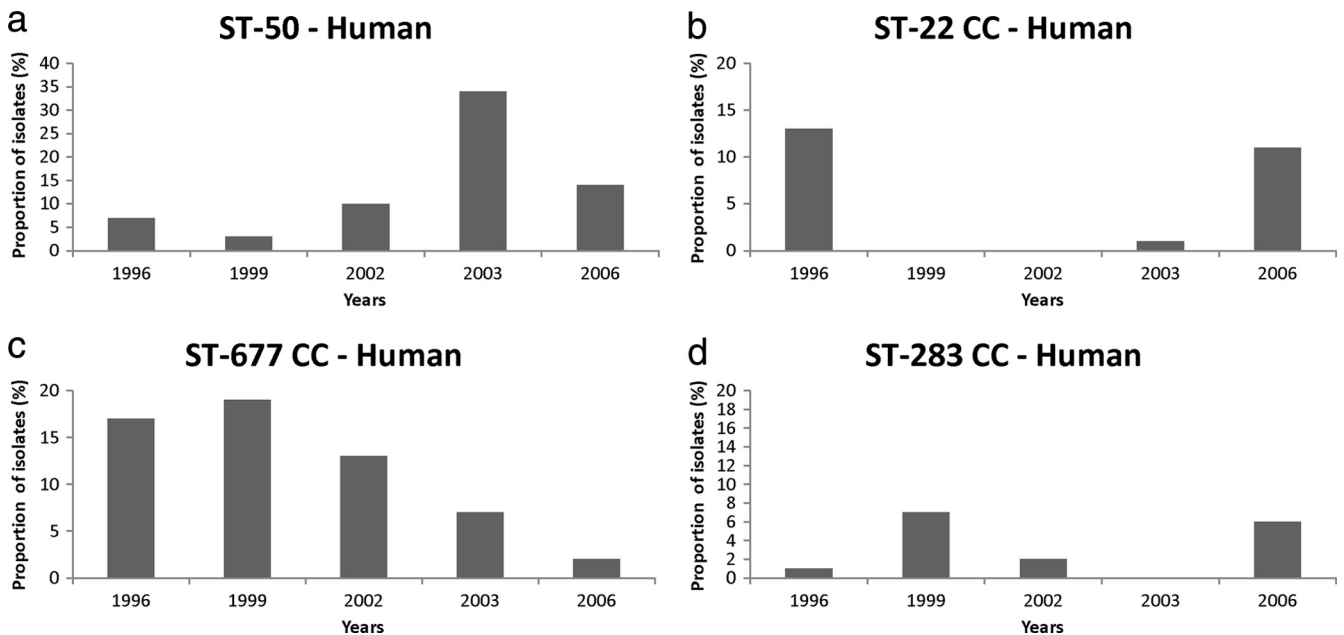 a
ST-50 - Human
Proportion of isolates (%)
40
35
30
25
20
15
10
5
0
1996 1999 2002 2003 2006
Years
b
ST-22 CC - Human
Proportion of isolates (%)
20
15
10
5
0
1996 1999 2002 2003 2006
Years
c
ST-677 CC - Human
Proportion of isolates (%)
20
15
10
5
0
1996 1999 2002 2003 2006
Years
d
ST-283 CC - Human
Proportion of isolates (%)
20
18
16
14
12
10
8
6
4
2
0
1996 1999 2002 2003 2006
Years